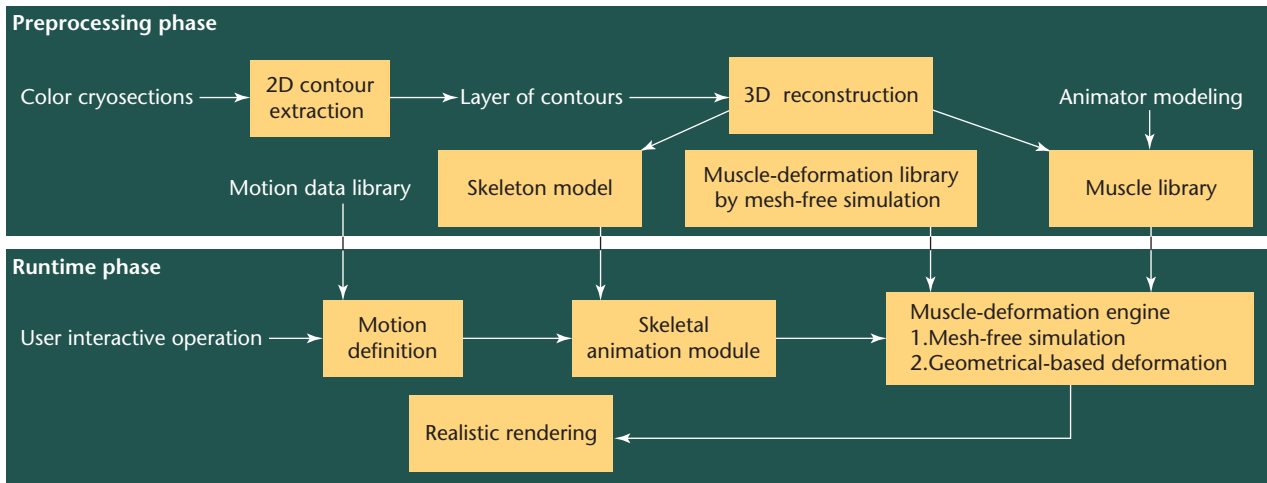 Preprocessing phase
Color cryosections
2D contour
extraction
Layer of contours
3D reconstruction
Animator modeling
Motion data library
Skeleton model
Muscle-deformation library
by mesh-free simulation
Muscle library
Runtime phase
User interactive operation
Motion
definition
Skeletal
animation module
Muscle-deformation engine
1.Mesh-free simulation
2.Geometrical-based deformation
Realistic rendering